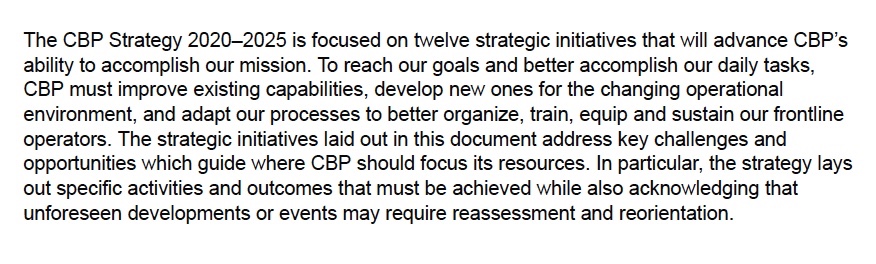 The CBP Strategy 2020–2025 is focused on twelve strategic initiatives that will advance CBP’s
ability to accomplish our mission. To reach our goals and better accomplish our daily tasks,
CBP must improve existing capabilities, develop new ones for the changing operational
environment, and adapt our processes to better organize, train, equip and sustain our frontline
operators. The strategic initiatives laid out in this document address key challenges and
opportunities which guide where CBP should focus its resources. In particular, the strategy lays
out specific activities and outcomes that must be achieved while also acknowledging that
unforeseen developments or events may require reassessment and reorientation.